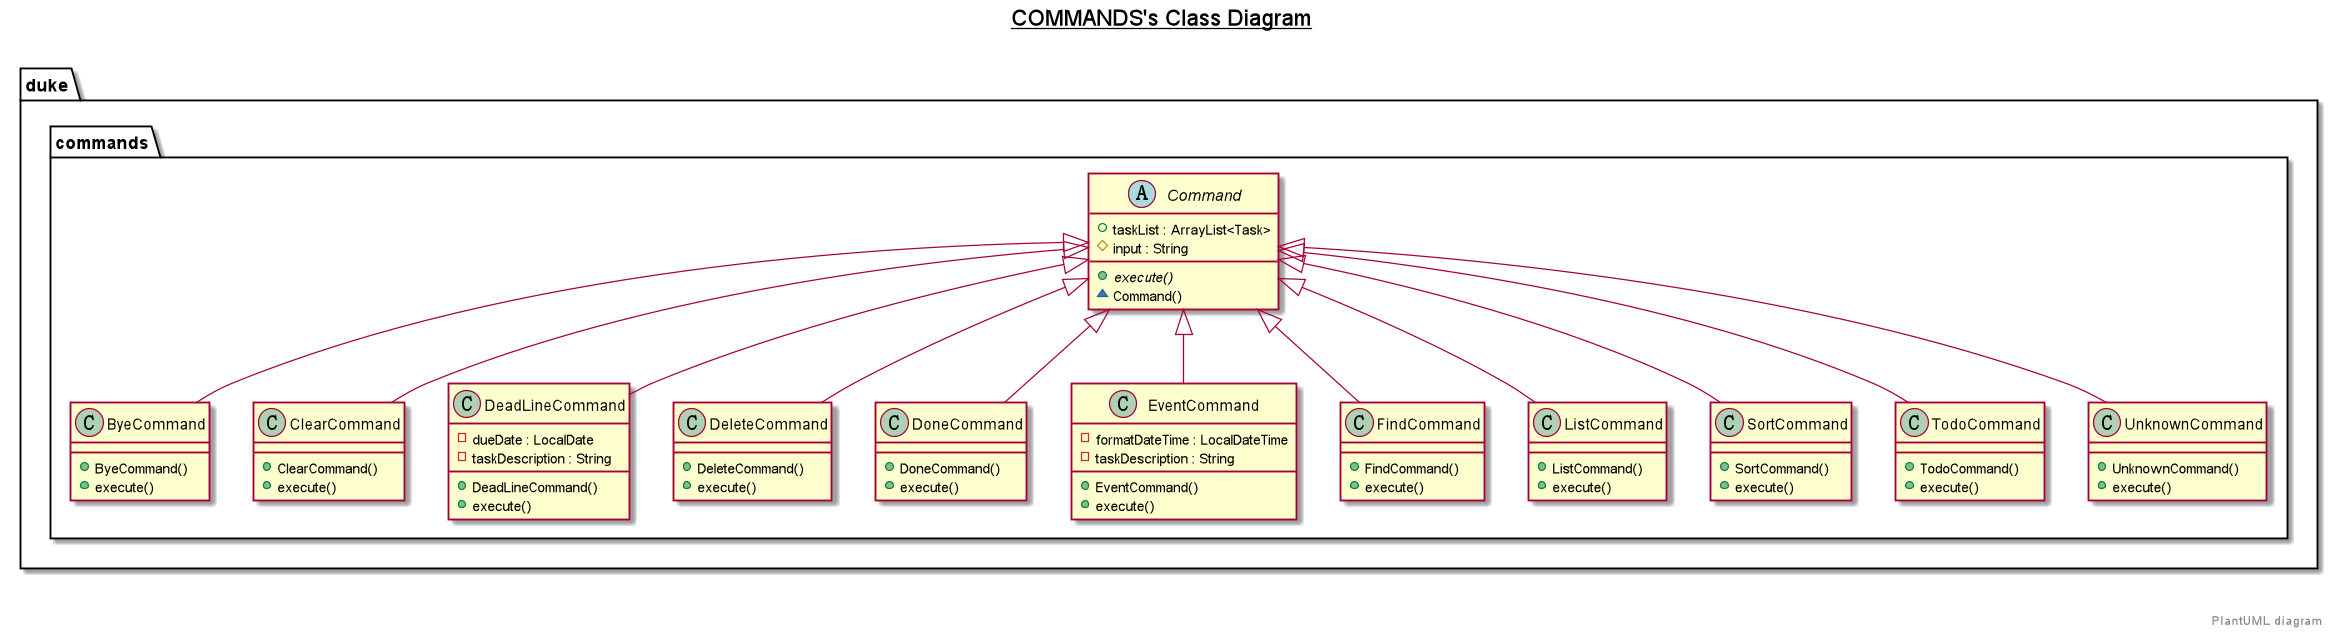 COMMANDS's Class Diagram
duke
commands
A Command
taskList : ArrayList<Task>
input : String
execute()
Command()
C ByeCommand
ByeCommand()
execute()
C ClearCommand
ClearCommand()
execute()
C DeadLineCommand
dueDate : LocalDate
taskDescription : String
DeadLineCommand()
execute()
C DeleteCommand
DeleteCommand()
execute()
C DoneCommand
DoneCommand()
execute()
C EventCommand
formatDateTime : LocalDateTime
taskDescription : String
EventCommand()
execute()
C FindCommand
FindCommand()
execute()
C ListCommand
ListCommand()
execute()
C SortCommand
SortCommand()
execute()
C TodoCommand
TodoCommand()
execute()
C UnknownCommand
UnknownCommand()
execute()
PlantUML diagram